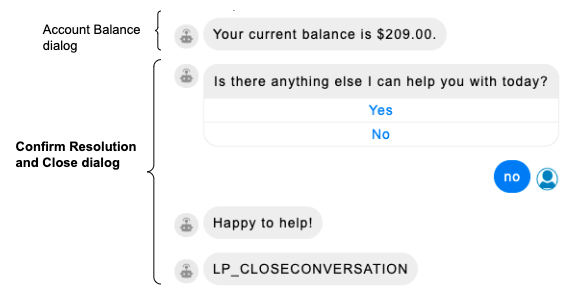 Account Balance
dialog
Your current balance is $209.00.
Is there anything else I can help you with today?
Yes
No
Confirm Resolution
and Close dialog
no
Happy to help!
LP_CLOSECONVERSATION